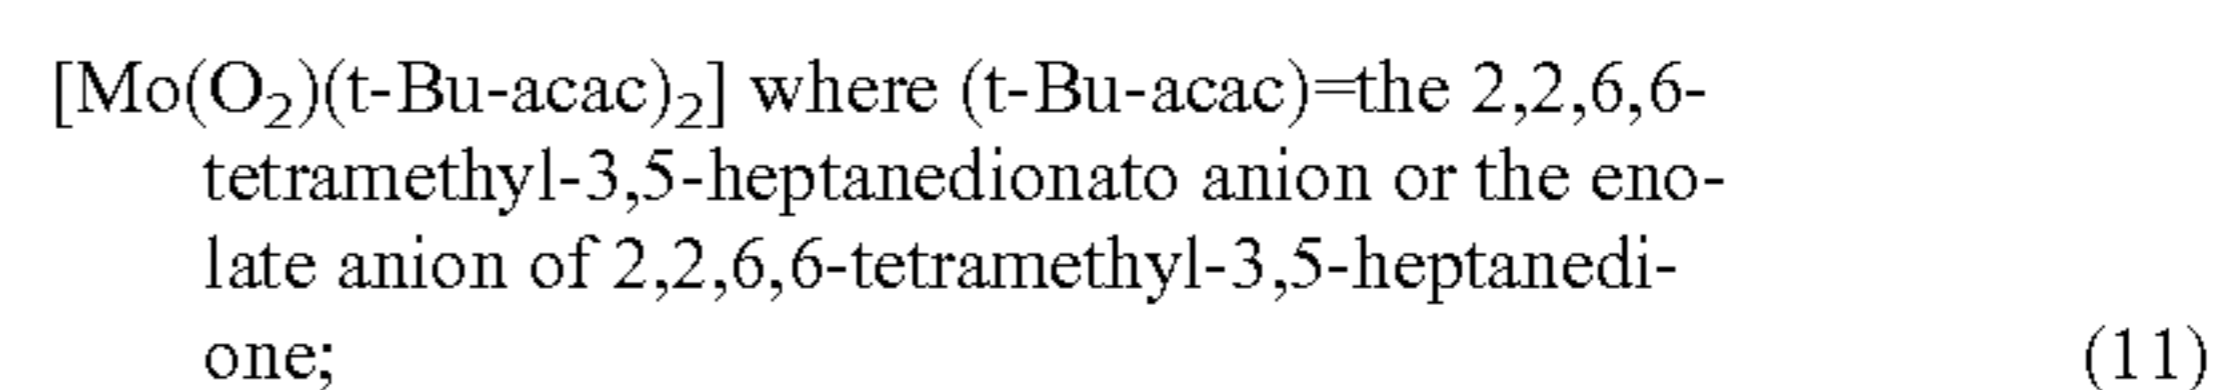 [Mo(O₂)(t-Bu-acac)₂] where (t-Bu-acac)=the 2,2,6,6-
tetramethyl-3,5-heptanedionato anion or the eno-
late anion of 2,2,6,6-tetramethyl-3,5-heptanedi-
one; (11)